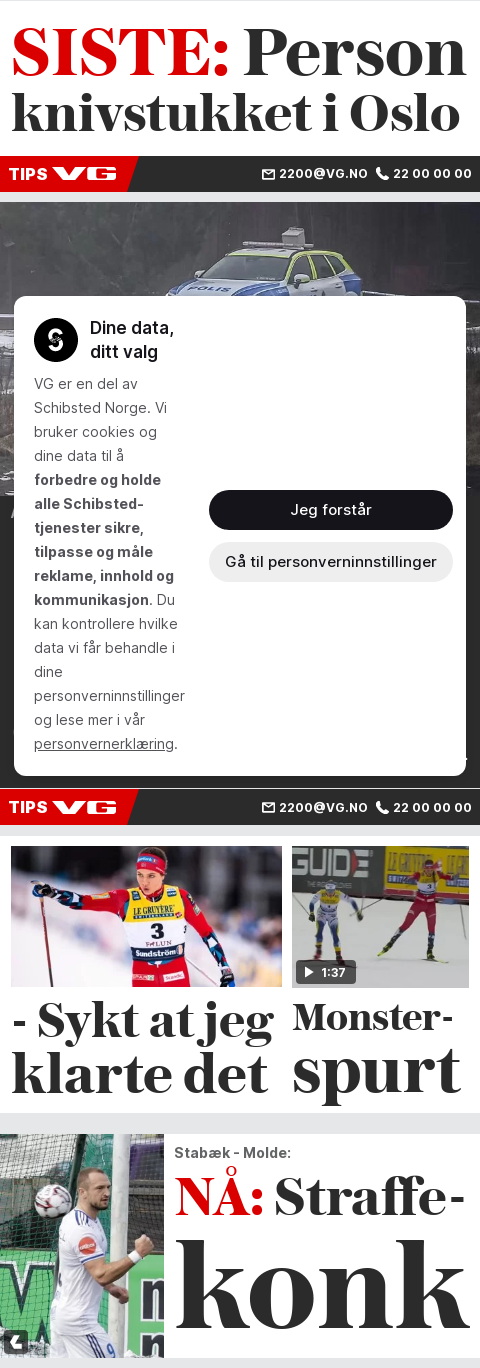 SISTE: Person
knivstukket i Oslo
TIPS VG
2200@VG.NO 22 00 00 00
POLIS
Dine data,
ditt valg
VG er en del av
Schibsted Norge. Vi
bruker cookies og
dine data til å
forbedre og holde
alle Schibsted-
tjenester sikre,
tilpasse og måle
reklame, innhold og
kommunikasjon. Du
kan kontrollere hvilke
data vi får behandle i
dine
personverninnstillinger
og lese mer i vår
personvernerklæring.
Jeg forstår
Gå til personverninnstillinger
TIPS VG
2200@VG.NO 22 00 00 00
LE GRUYÈRE
SWITZERLAND
3
FALUN
Sundström
GUIDE
LE GRUYÈRE
3
1:37
- Sykt at jeg
klarte det
Monster-
spurt
Stabæk - Molde:
NÅ: Straffe-
konk